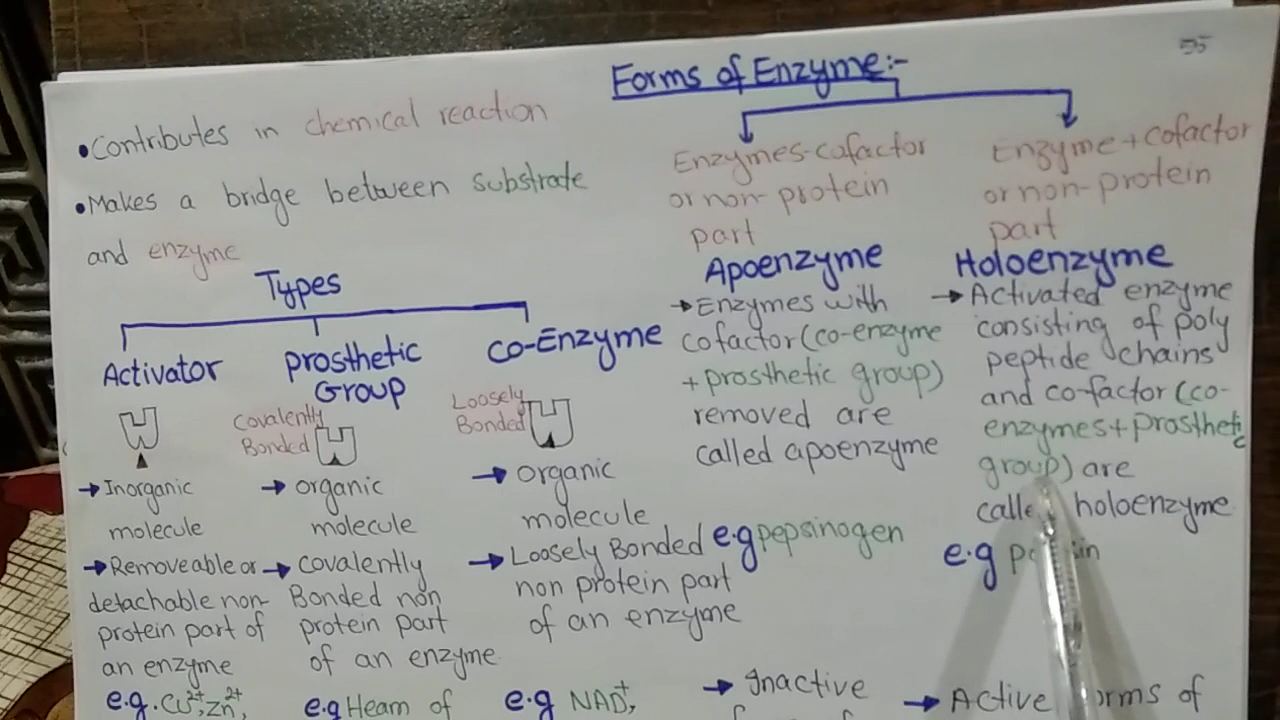 55
Forms of Enzyme:-
•Contributes in chemical reaction
•Makes a bridge between substrate
and enzyme
Types
Activator
→Inorganic
molecule
→Removeable or
detachable non-
protein part of
an enzyme
e.g. Cu²⁺, Zn²⁺,
Prosthetic
Group
Covalently
Bonded
→ organic
molecule
→ covalently
Bonded non
protein part
of an enzyme
e.g Heam of
Co-Enzyme
Loosely
Bonded
→ organic
molecule
→ Loosely Bonded
non protein part
of an enzyme
e.g NAD⁺,
Enzymes-cofactor
or non-protein
part
Apoenzyme
→Enzymes with
cofactor(co-enzyme
+prosthetic group)
removed are
called apoenzyme
e.g pepsinogen
→ Inactive
Enzyme+cofactor
or non-protein
part
Holoenzyme
→ Activated enzyme
consisting of poly
peptide chains
and co-factor (co-
enzymes+prosthetic
group) are
calle holoenzyme
e.g
→ Active orms of